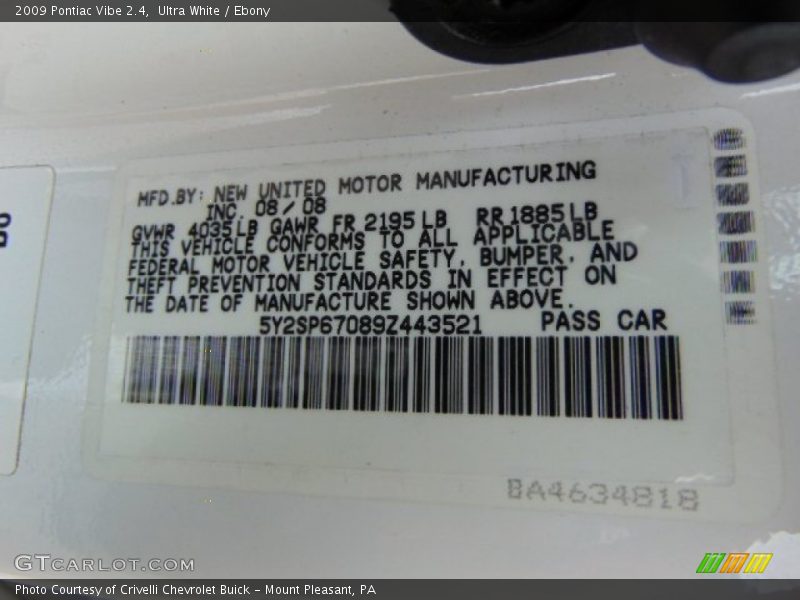 2009 Pontiac Vibe 2.4, Ultra White / Ebony
MFD.BY: NEW UNITED MOTOR MANUFACTURING
INC. 08/08
GVWR 4035LB GAWR FR 2195LB RR1885LB
THIS VEHICLE CONFORMS TO ALL APPLICABLE
FEDERAL MOTOR VEHICLE SAFETY, BUMPER, AND
THEFT PREVENTION STANDARDS IN EFFECT ON
THE DATE OF MANUFACTURE SHOWN ABOVE.
5Y2SP67089Z443521 PASS CAR
BA4634818
GTCARLOT.COM
Photo Courtesy of Crivelli Chevrolet Buick - Mount Pleasant, PA